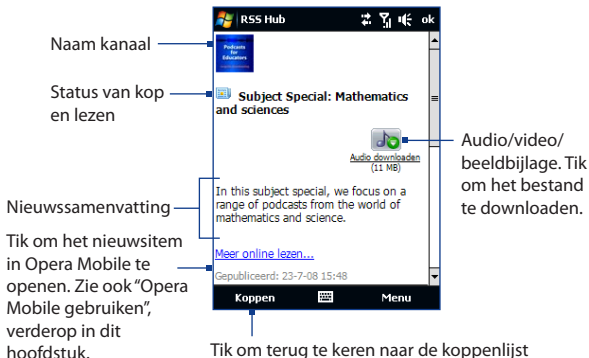 RSS Hub
ok
Naam kanaal
Podcasts
for
Educators
Status van kop
en lezen
Subject Special: Mathematics
and sciences
Audio downloaden
(11 MB)
Audio/video/
beeldbijlage. Tik
om het bestand
te downloaden.
Nieuwssamenvatting
In this subject special, we focus on a
range of podcasts from the world of
mathematics and science.
Tik om het nieuwsitem
in Opera Mobile te
openen. Zie ook “Opera
Mobile gebruiken”,
verderop in dit
hoofdstuk.
Meer online lezen...
Gepubliceerd: 23-7-08 15:48
Koppen
Menu
Tik om terug te keren naar de koppenlijst